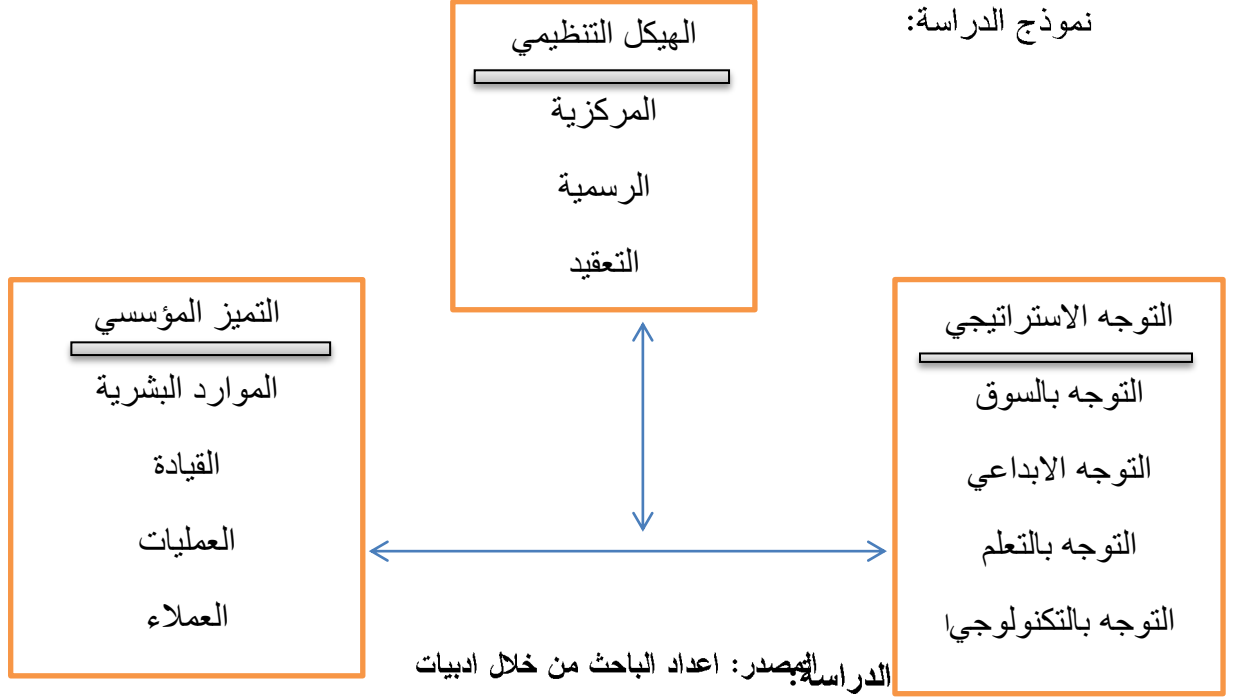 نموذج الدراسة:
الهيكل التنظيمي
المركزية
الرسمية
التعقيد
التوجه الاستراتيجي
التوجه بالسوق
التوجه الابداعي
التوجه بالتعلم
التوجه بالتكنولوجيا
التميز المؤسسي
الموارد البشرية
القيادة
العمليات
العملاء
المصدر: اعداد الباحث من خلال ادبيات
الدراسة: